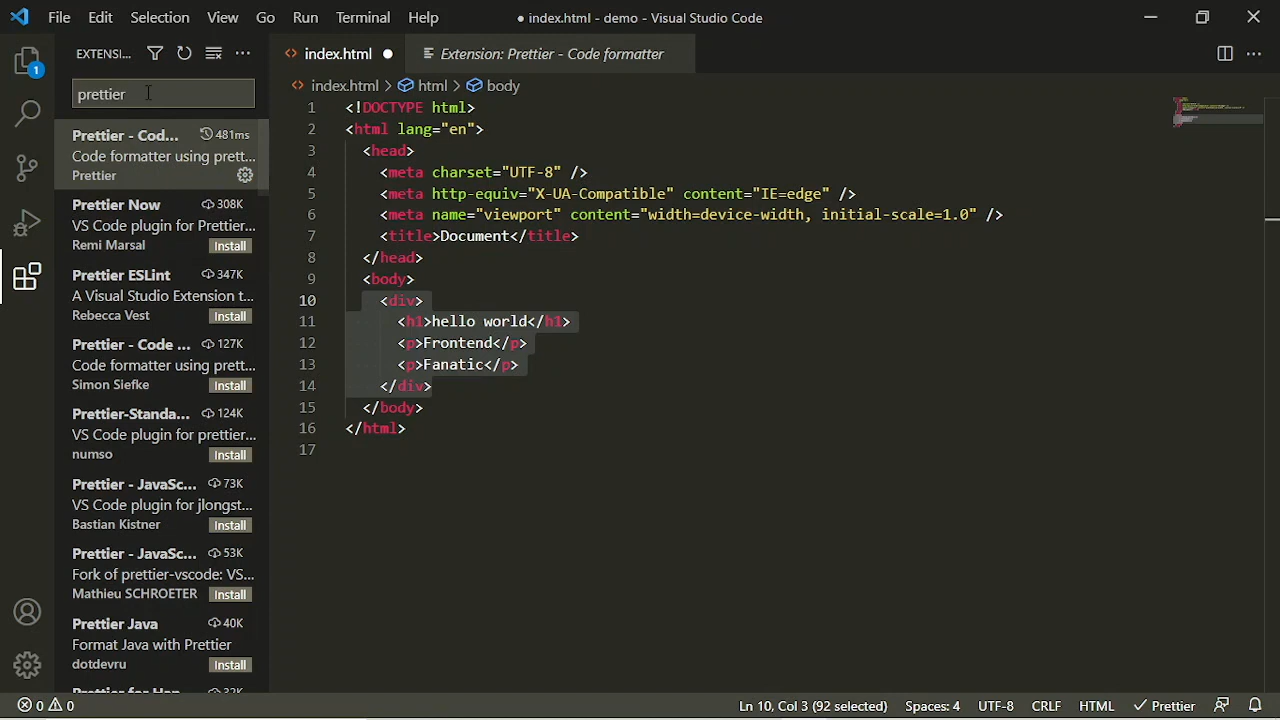 File Edit Selection View Go Run Terminal Help
● index.html - demo - Visual Studio Code
EXTENSI...
1
prettier
Prettier - Cod... 481ms
Code formatter using prett...
Prettier
Prettier Now 308K
VS Code plugin for Prettier...
Remi Marsal Install
Prettier ESLint 347K
A Visual Studio Extension t...
Rebecca Vest Install
Prettier - Code ... 127K
Code formatter using prett...
Simon Siefke Install
Prettier-Standa... 124K
VS Code plugin for prettier...
numso Install
Prettier - JavaSc... 73K
VS Code plugin for jlongst...
Bastian Kistner Install
Prettier - JavaSc... 53K
Fork of prettier-vscode: VS...
Mathieu SCHROETER Install
Prettier Java 40K
Format Java with Prettier
dotdevru Install
index.html ● Extension: Prettier - Code formatter
index.html > html > body
1 <!DOCTYPE html>
2 <html lang="en">
3 <head>
4 <meta charset="UTF-8" />
5 <meta http-equiv="X-UA-Compatible" content="IE=edge" />
6 <meta name="viewport" content="width=device-width, initial-scale=1.0" />
7 <title>Document</title>
8 </head>
9 <body>
10 <div>
11 <h1>hello world</h1>
12 <p>Frontend</p>
13 <p>Fanatic</p>
14 </div>
15 </body>
16 </html>
17
0 0
Ln 10, Col 3 (92 selected) Spaces: 4 UTF-8 CRLF HTML ✓ Prettier